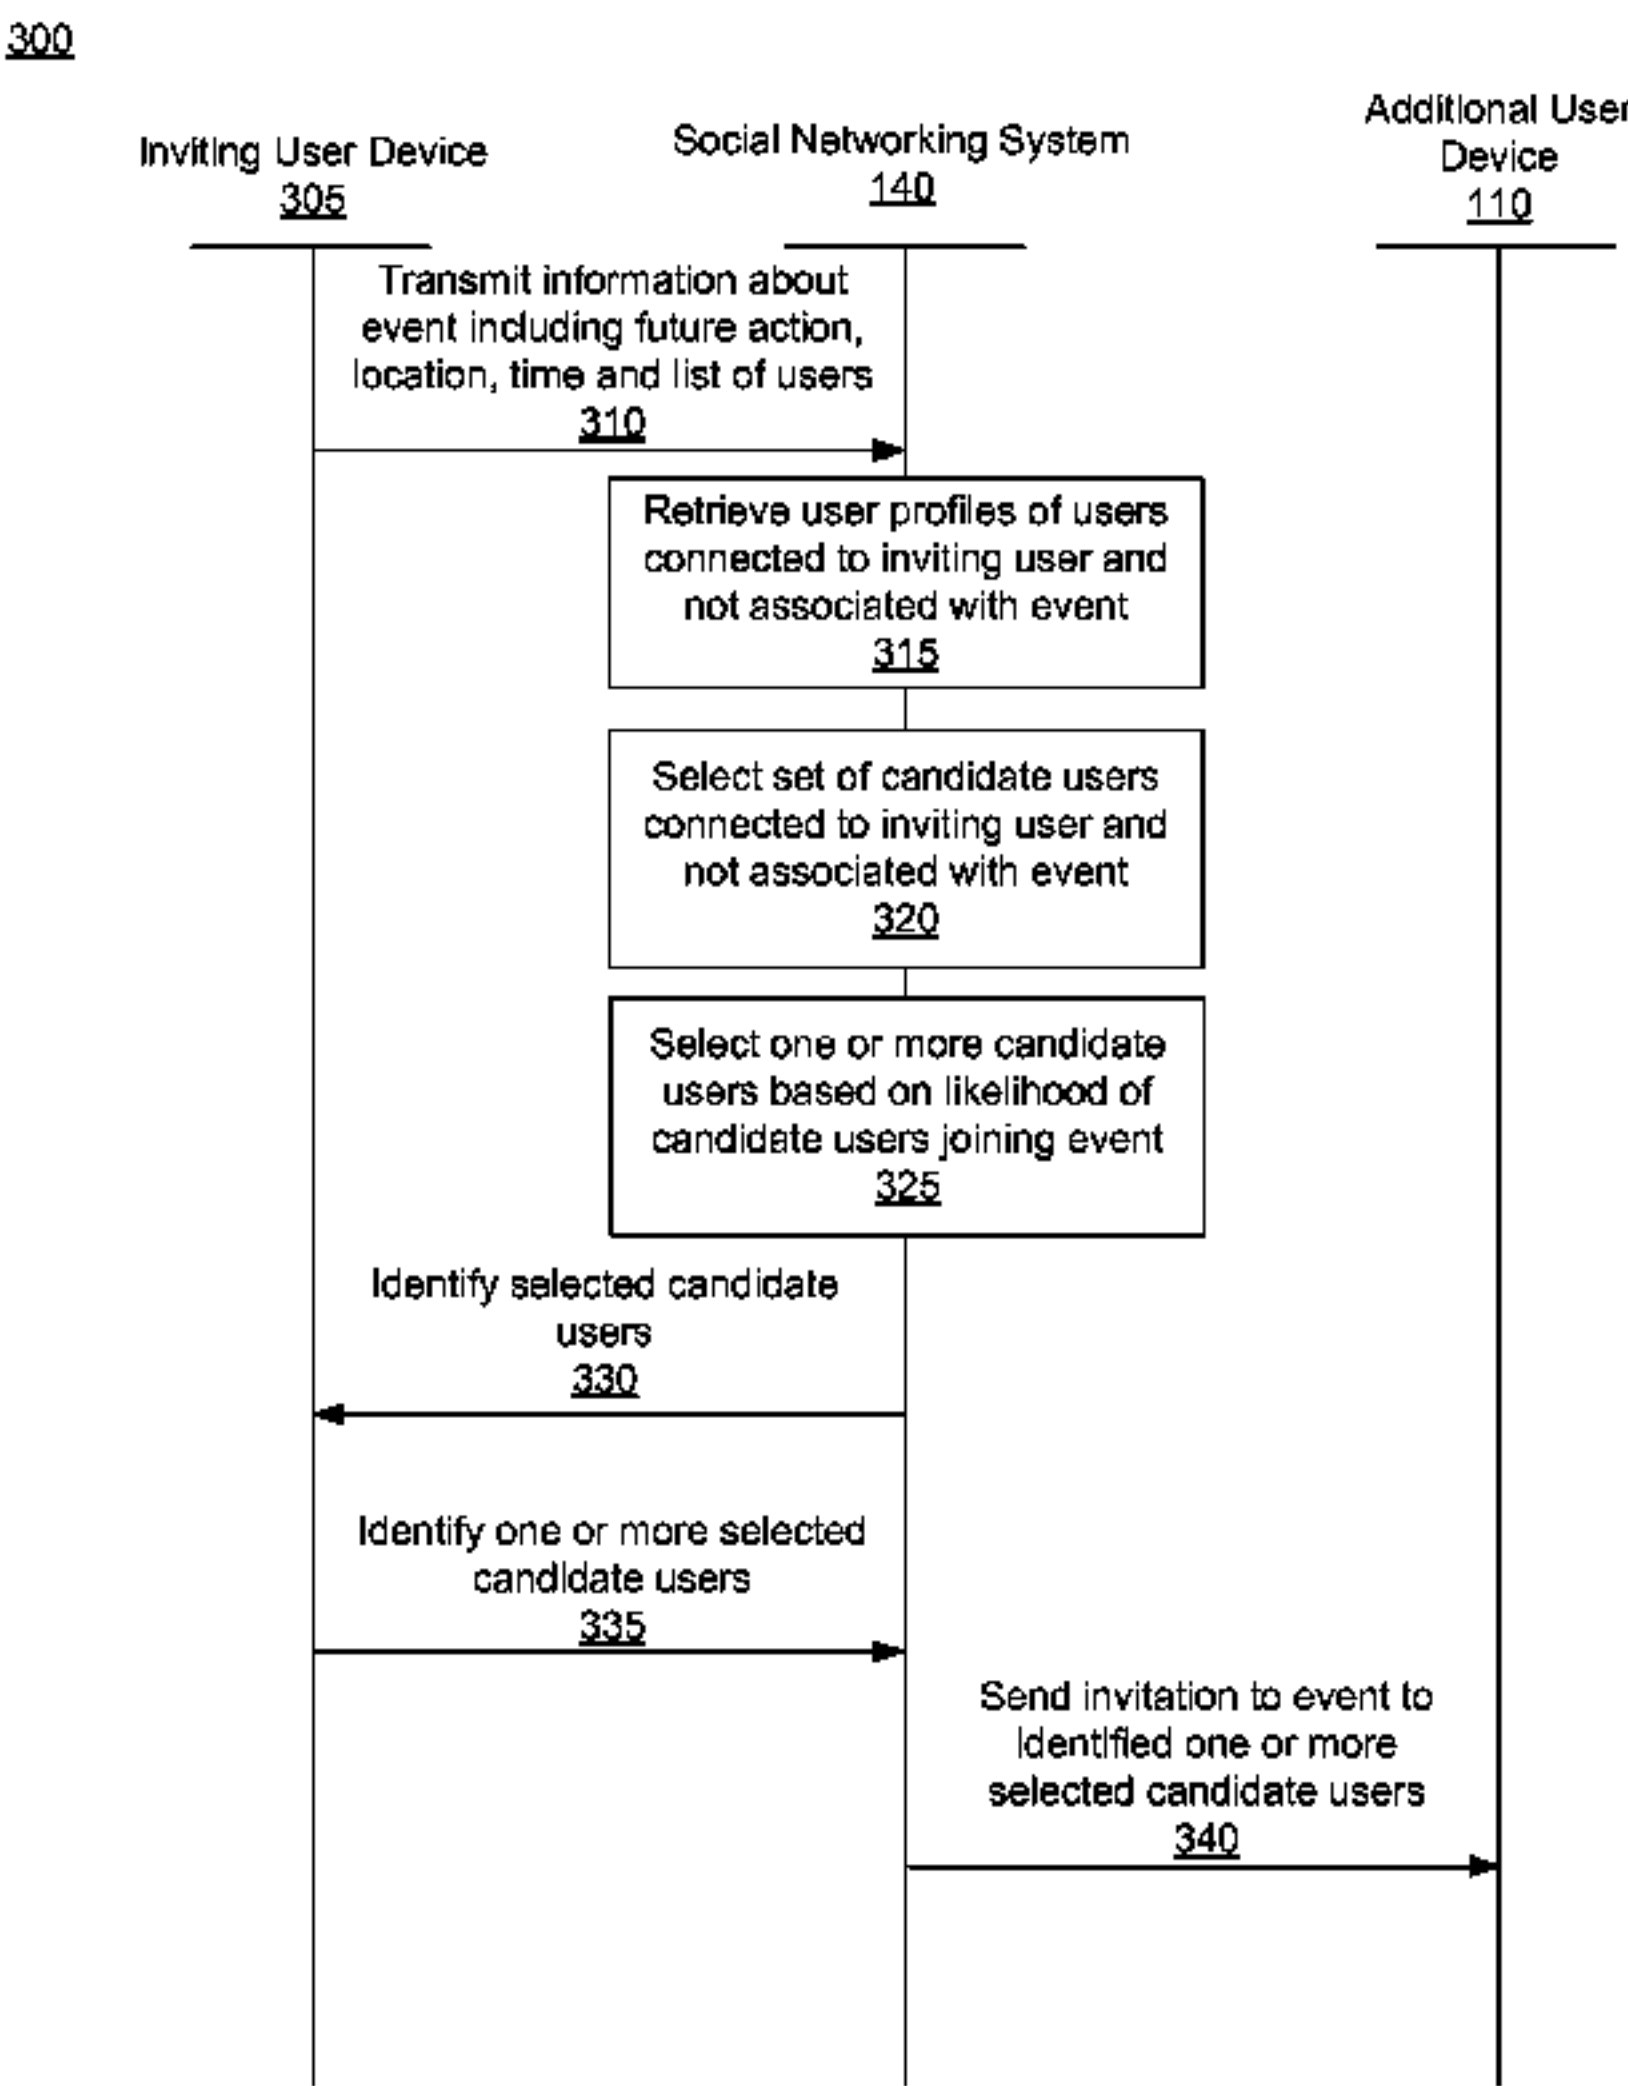 300
Inviting User Device
305
Social Networking System
140
Additional User
Device
110
Transmit information about
event including future action,
location, time and list of users
310
Retrieve user profiles of users
connected to inviting user and
not associated with event
315
Select set of candidate users
connected to inviting user and
not associated with event
320
Select one or more candidate
users based on likelihood of
candidate users joining event
325
Identify selected candidate
users
330
Identify one or more selected
candidate users
335
Send invitation to event to
identified one or more
selected candidate users
340